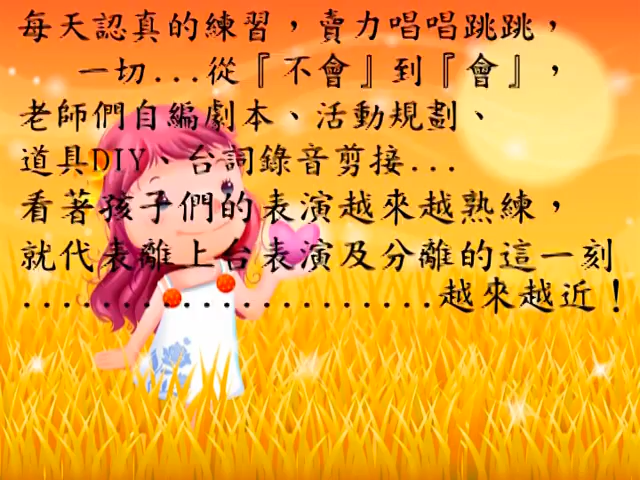 每天認真的練習，賣力唱唱跳跳，
一切...從『不會』到『會』，
老師們自編劇本、活動規劃、
道具DIY、台詞錄音剪接...
看著孩子們的表演越來越熟練，
就代表離上台表演及分離的這一刻
.....................越來越近！